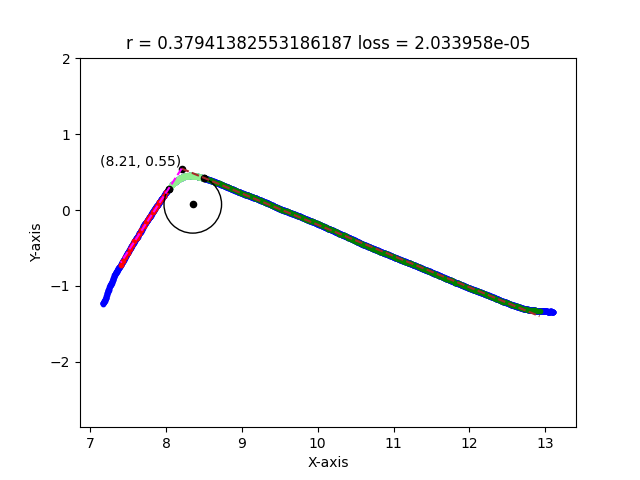 r = 0.37941382553186187 loss = 2.033958e-05
2
1
0
−1
−2
Y-axis
(8.21, 0.55)
7 8 9 10 11 12 13
X-axis